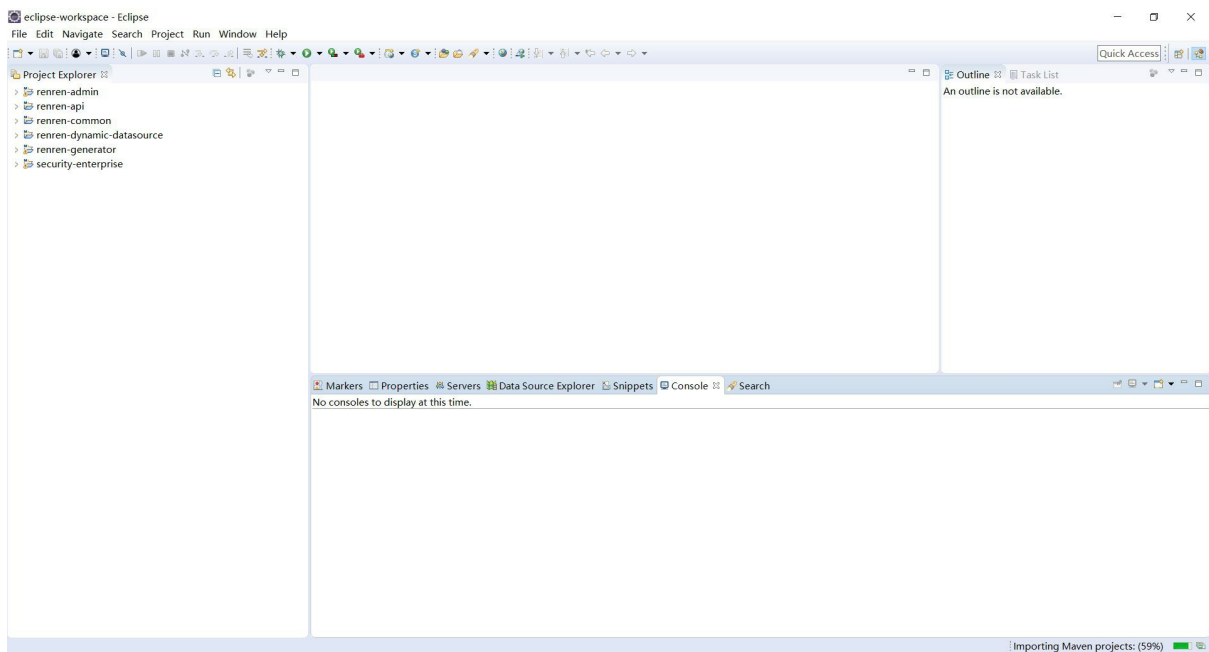 eclipse-workspace - Eclipse
File Edit Navigate Search Project Run Window Help
Quick Access
Project Explorer
renren-admin
renren-api
renren-common
renren-dynamic-datasource
renren-generator
security-enterprise
Outline Task List
An outline is not available.
Markers Properties Servers Data Source Explorer Snippets Console Search
No consoles to display at this time.
Importing Maven projects: (59%)